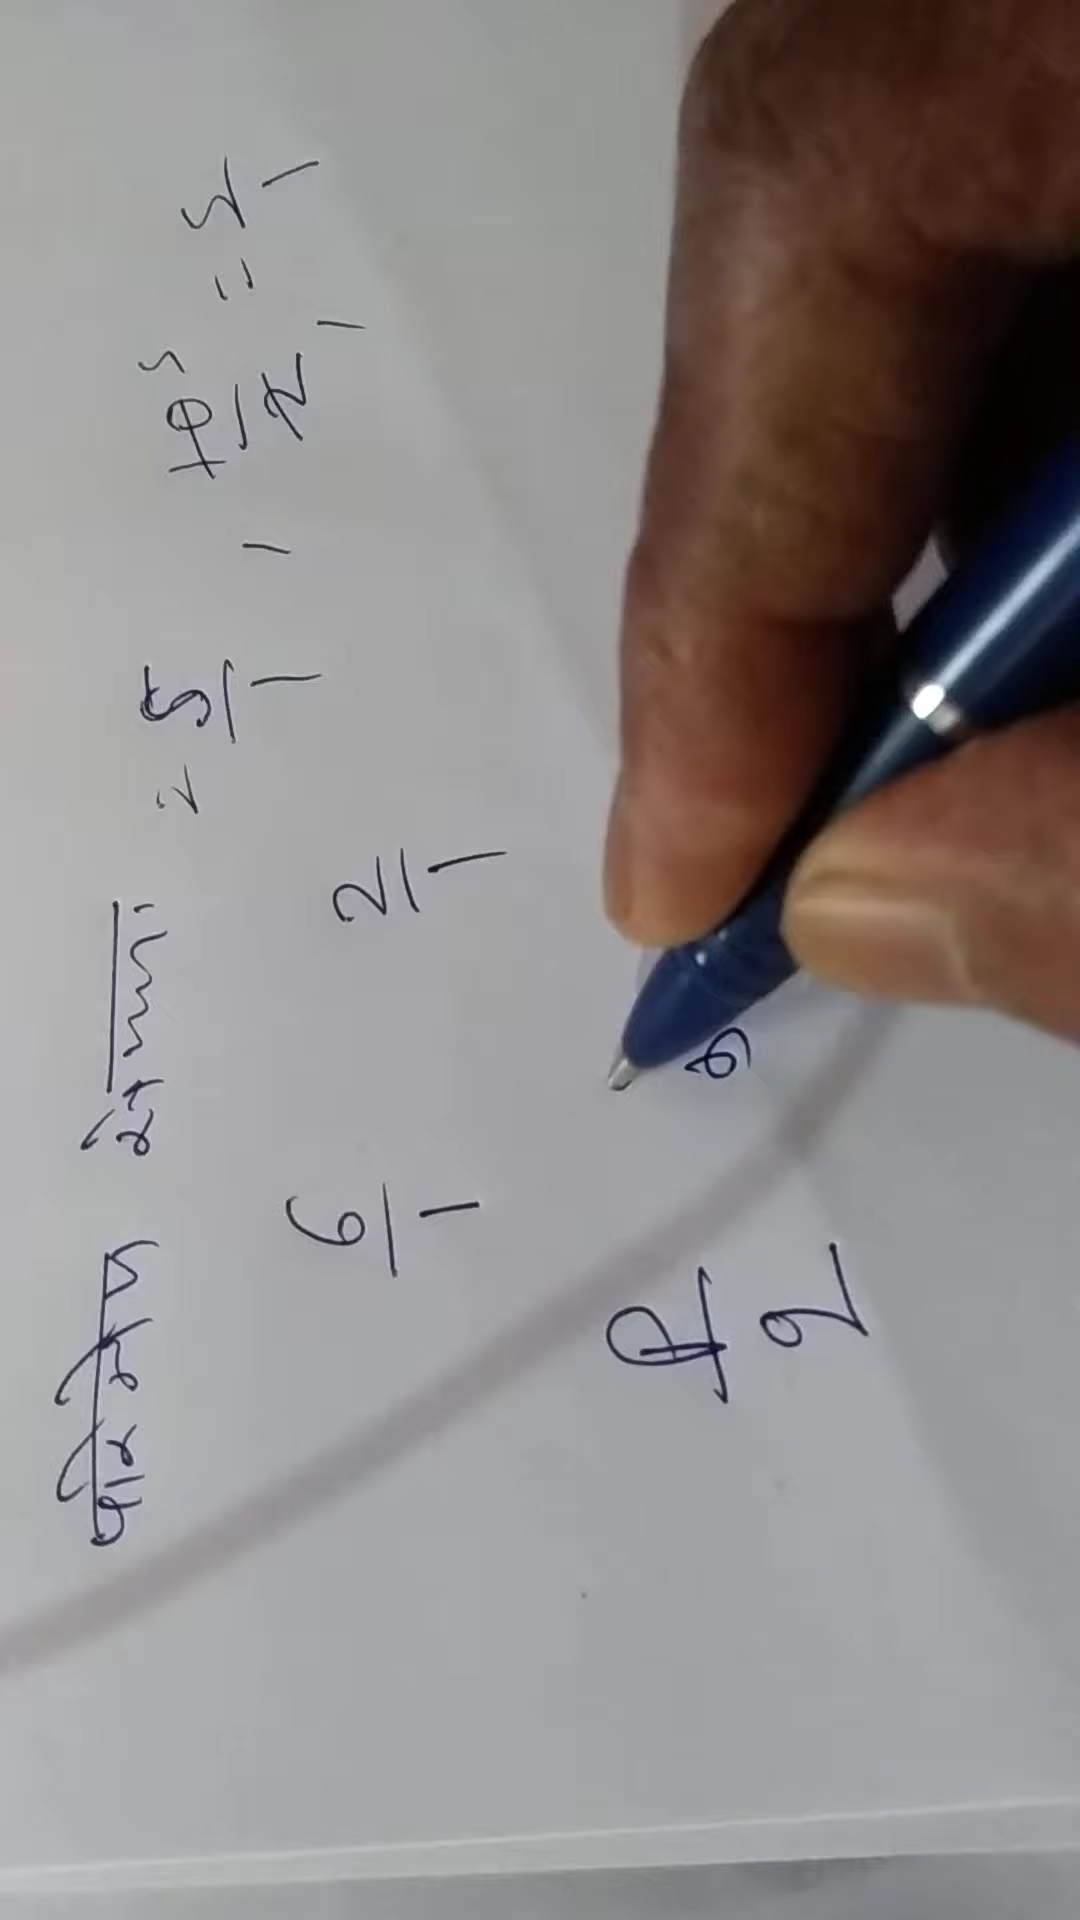 परिमेय संख्या = 5/1 , 10/2 = 5/1
6/1 2/1
P/q